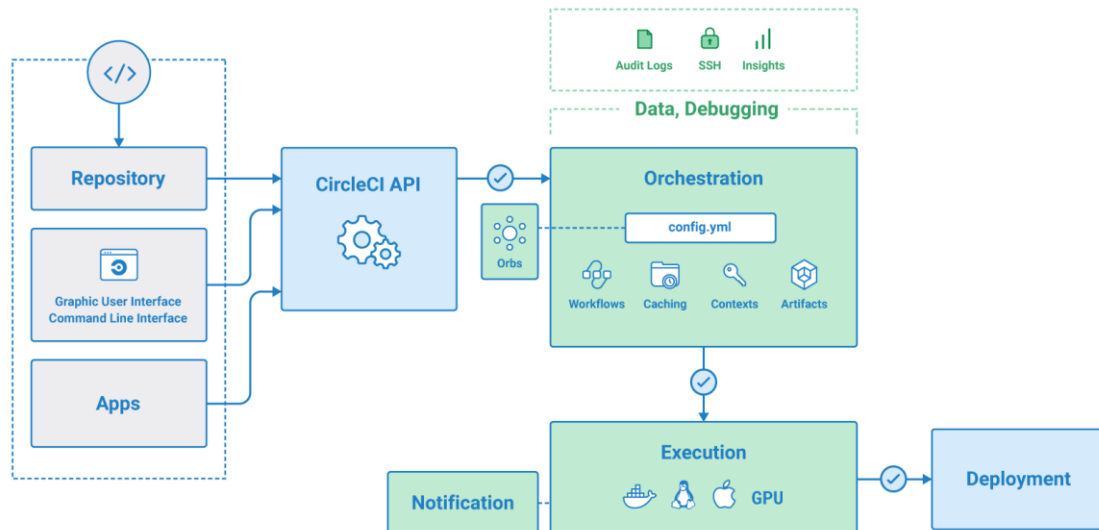 </>
Repository
Graphic User Interface
Command Line Interface
Apps
CircleCI API
Audit Logs
SSH
Insights
Data, Debugging
Orchestration
config.yml
Orbs
Workflows
Caching
Contexts
Artifacts
Execution
GPU
Notification
Deployment